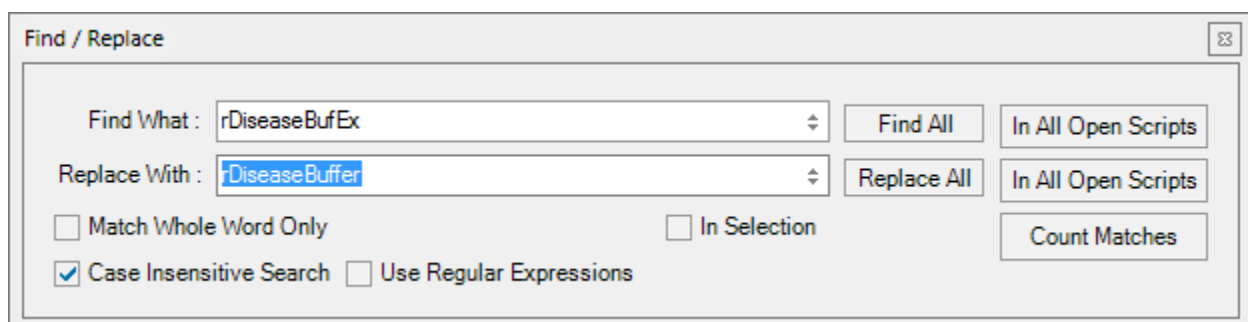 Find / Replace
Find What : rDiseaseBufEx Find All In All Open Scripts
Replace With : rDiseaseBuffer Replace All In All Open Scripts
Match Whole Word Only In Selection Count Matches
Case Insensitive Search Use Regular Expressions